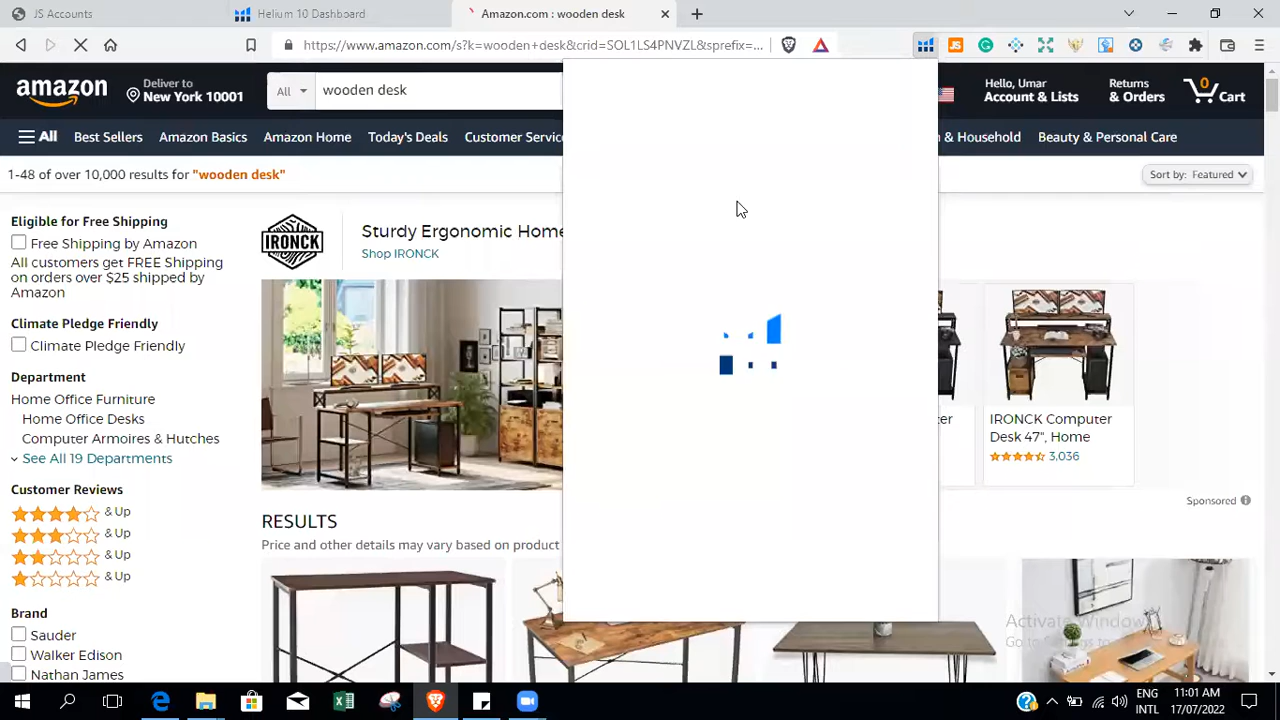 JS Accounts
Helium 10 Dashboard
Amazon.com : wooden desk
https://www.amazon.com/s?k=wooden+desk&crid=SOL1LS4PNVZL&sprefix=...
amazon
Deliver to
New York 10001
All
wooden desk
Hello, Umar
Account & Lists
Returns
& Orders
0
Cart
All
Best Sellers
Amazon Basics
Amazon Home
Today's Deals
Customer Servic
& Household
Beauty & Personal Care
1-48 of over 10,000 results for "wooden desk"
Sort by: Featured
Eligible for Free Shipping
Free Shipping by Amazon
All customers get FREE Shipping
on orders over $25 shipped by
Amazon
Climate Pledge Friendly
Climate Pledge Friendly
Department
Home Office Furniture
Home Office Desks
Computer Armoires & Hutches
See All 19 Departments
Customer Reviews
& Up
& Up
& Up
& Up
Brand
Sauder
Walker Edison
Nathan James
IRONCK
Sturdy Ergonomic Home
Shop IRONCK
IRONCK Computer
Desk 47", Home
3,036
Sponsored
RESULTS
Price and other details may vary based on product
Activate Window
ENG
INTL
11:01 AM
17/07/2022